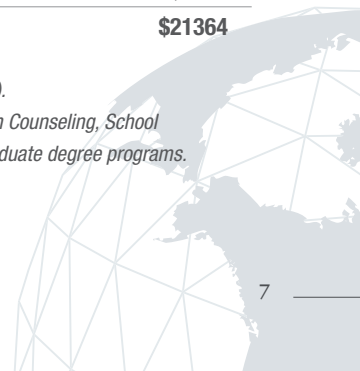 $21364
).
n Counseling, School
duate degree programs.
7